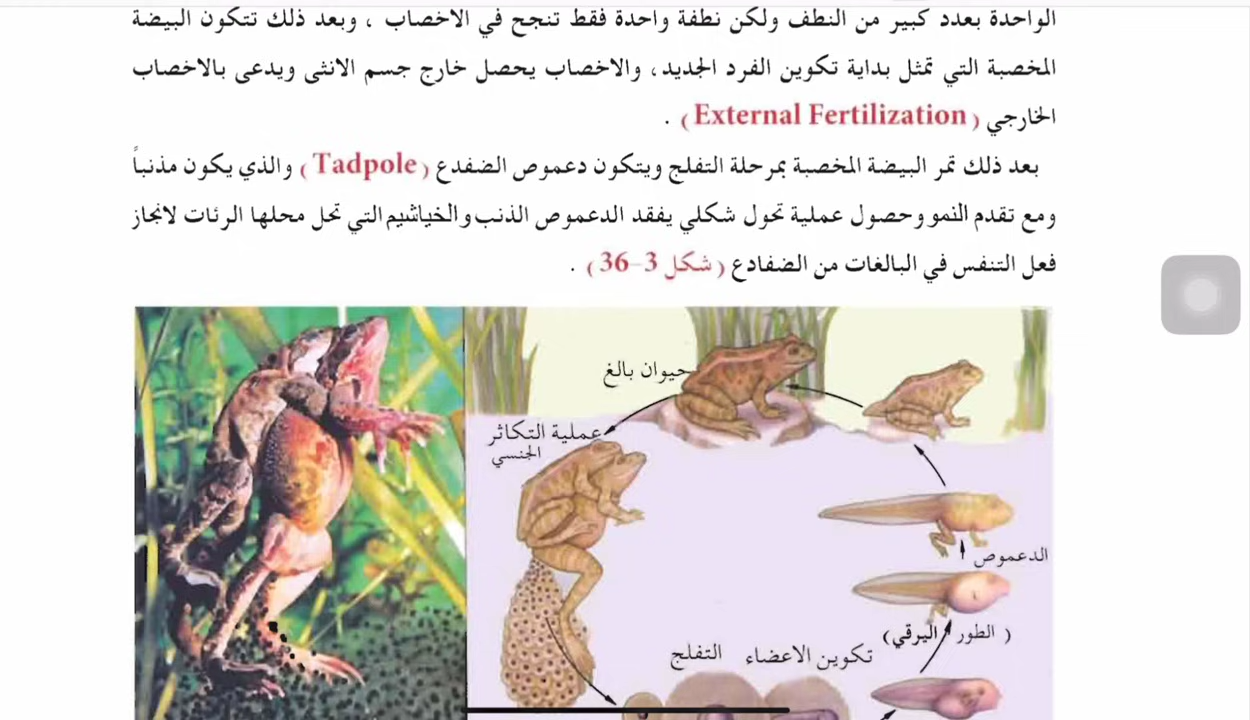 الواحدة بعدد كبير من النطف ولكن نطفة واحدة فقط تنجح في الاخصاب ، وبعد ذلك تتكون البيضة
المخصبة التي تمثل بداية تكوين الفرد الجديد، والاخصاب يحصل خارج جسم الانثى ويدعى بالاخصاب
الخارجي ( External Fertilization ) .
بعد ذلك تمر البيضة المخصبة بمرحلة التفلج ويتكون دعموص الضفدع ( Tadpole ) والذي يكون مذنباً
ومع تقدم النمو وحصول عملية تحول شكلي يفقد الدعموص الذنب والخياشيم التي تحل محلها الرئات لانجاز
فعل التنفس في البالغات من الضفادع ( شكل 3-36 ) .
حيوان بالغ
عملية التكاثر
الجنسي
الدعموص
( الطور اليرقي)
تكوين الاعضاء
التفلج